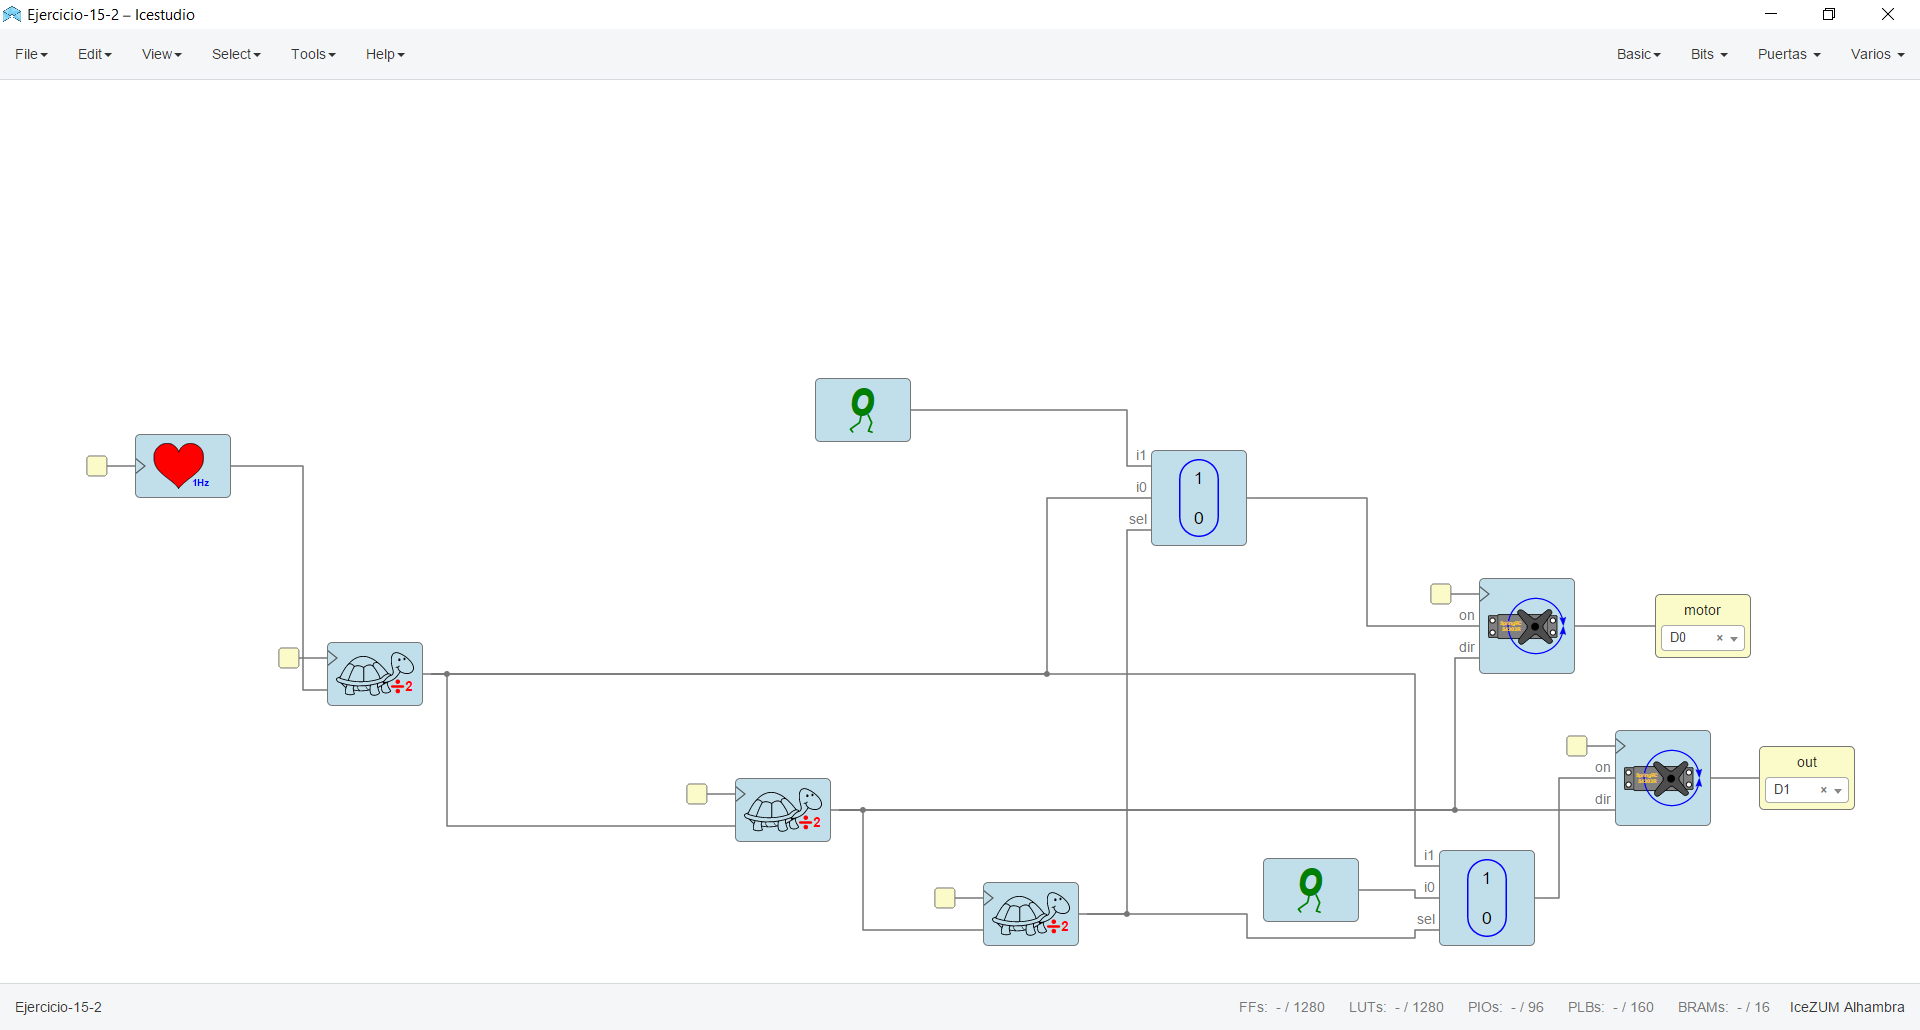 Ejercicio-15-2 – Icestudio
File Edit View Select Tools Help Basic Bits Puertas Varios
0
1Hz
i1
i0
sel
1
0
on
dir
motor
D0 ×
÷2
on
dir
out
D1 ×
÷2
÷2
0
i1
i0
sel
1
0
Ejercicio-15-2 FFs: - / 1280 LUTs: - / 1280 PIOs: - / 96 PLBs: - / 160 BRAMs: - / 16 IceZUM Alhambra